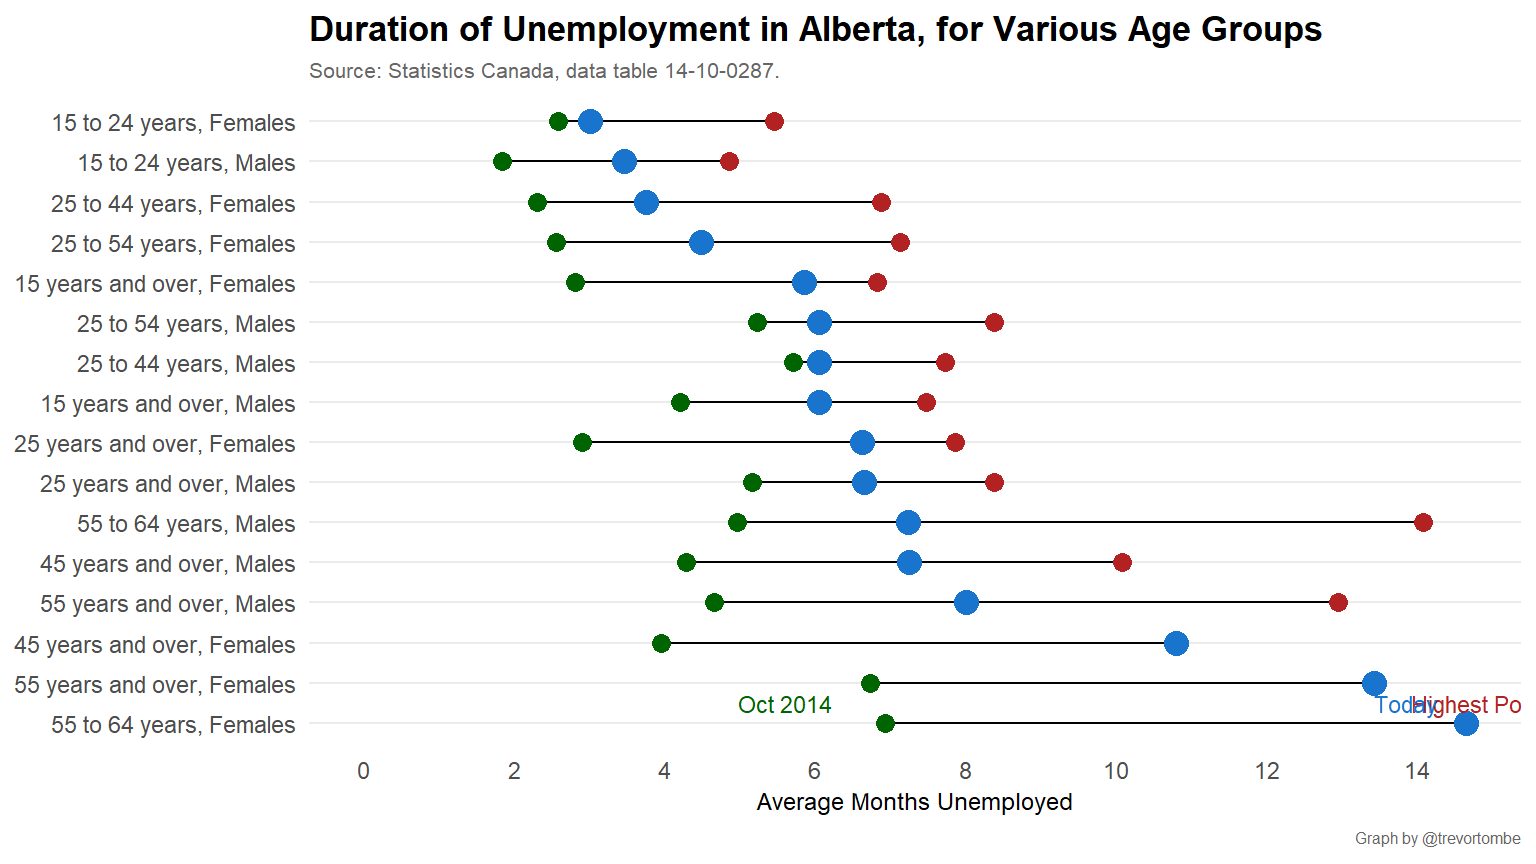 Duration of Unemployment in Alberta, for Various Age Groups
Source: Statistics Canada, data table 14-10-0287.
15 to 24 years, Females
15 to 24 years, Males
25 to 44 years, Females
25 to 54 years, Females
15 years and over, Females
25 to 54 years, Males
25 to 44 years, Males
15 years and over, Males
25 years and over, Females
25 years and over, Males
55 to 64 years, Males
45 years and over, Males
55 years and over, Males
45 years and over, Females
55 years and over, Females
Oct 2014 Today Highest Po
55 to 64 years, Females
0 2 4 6 8 10 12 14
Average Months Unemployed
Graph by @trevortombe